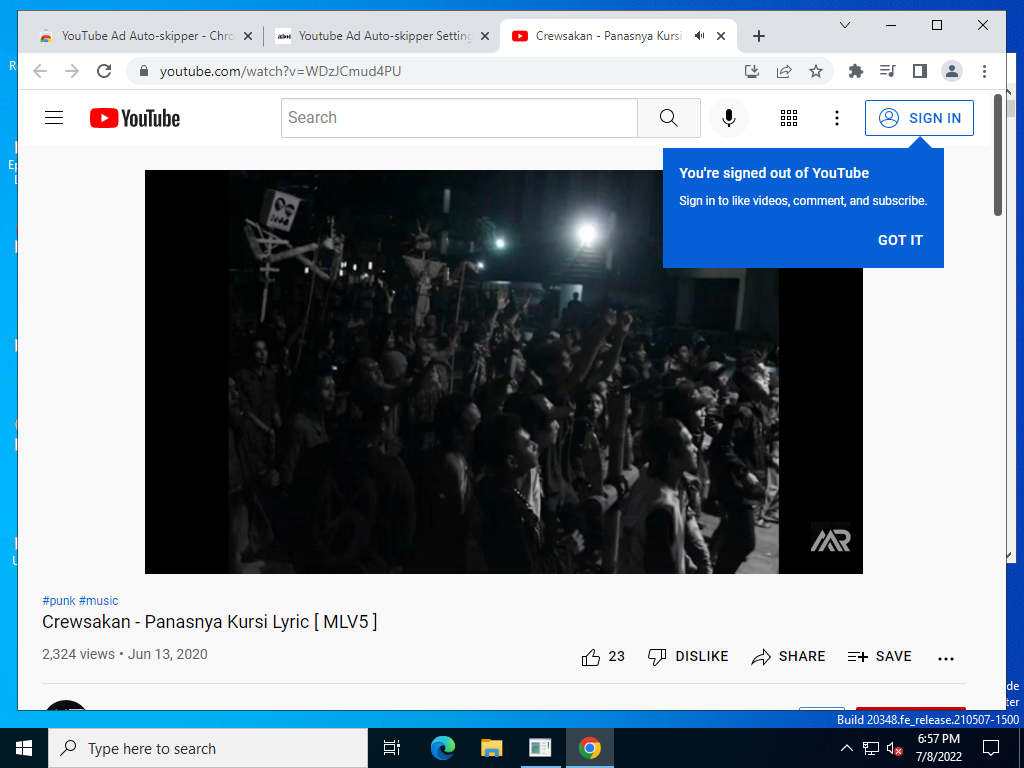 YouTube Ad Auto-skipper - Chro
Youtube Ad Auto-skipper Setting
Crewsakan - Panasnya Kursi
youtube.com/watch?v=WDzJCmud4PU
YouTube
Search
SIGN IN
You're signed out of YouTube
Sign in to like videos, comment, and subscribe.
GOT IT
MR
#punk #music
Crewsakan - Panasnya Kursi Lyric [ MLV5 ]
2,324 views • Jun 13, 2020
23
DISLIKE
SHARE
SAVE
Build 20348.fe_release.210507-1500
Type here to search
6:57 PM
7/8/2022